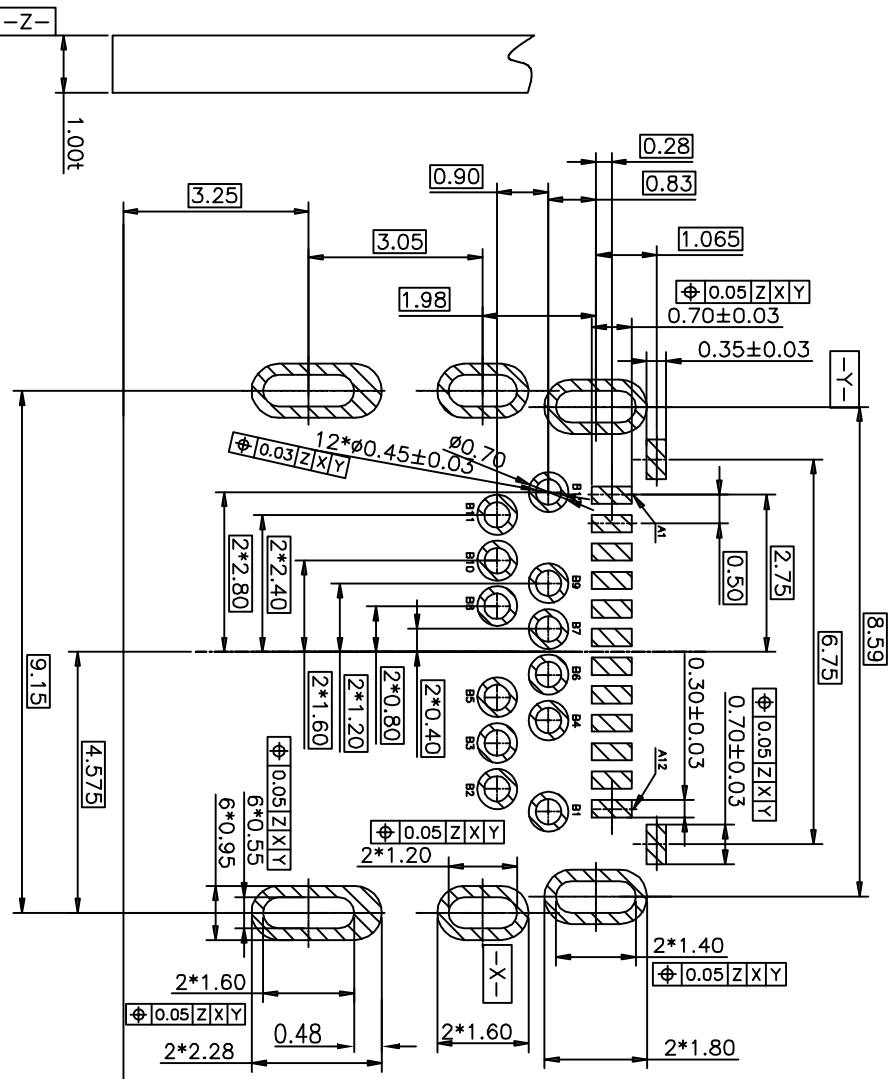 -Z-
1.00t
3.25
0.90
0.28
0.83
3.05
1.065
1.98
0.05 Z X Y
0.70±0.03
0.35±0.03
-Y-
12*ø0.45±0.03
0.03 Z X Y
ø0.70
B11
B10
B8
B9
B7
B6
B5
B4
B3
B2
B1
A1
A12
2*2.80
2*2.40
2*1.60
2*1.20
2*0.80
2*0.40
0.50
2.75
6.75
8.59
0.30±0.03
0.70±0.03
0.05 Z X Y
9.15
4.575
6*0.95
6*0.55
0.05 Z X Y
0.05 Z X Y
2*1.20
-X-
2*1.40
0.05 Z X Y
2*1.60
0.05 Z X Y
2*2.28
0.48
2*1.60
2*1.80